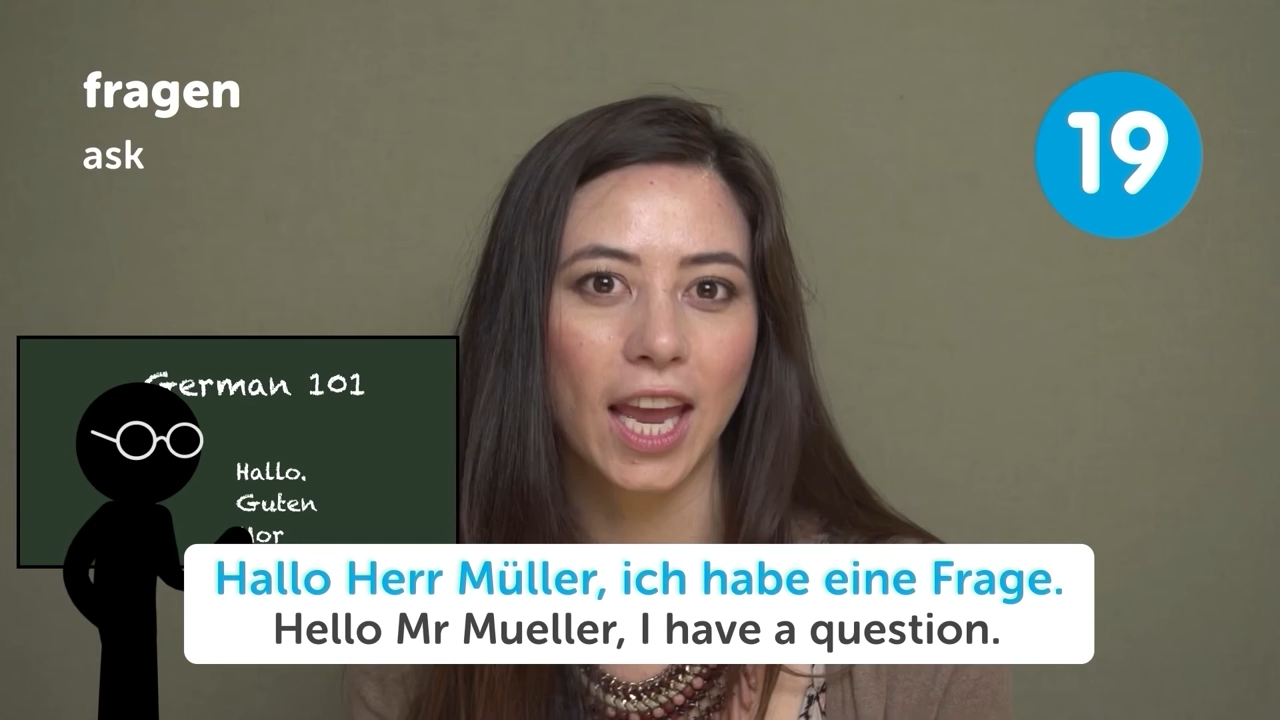 fragen
ask
19
German 101
Hallo.
Guten
Mor
Hallo Herr Müller, ich habe eine Frage.
Hello Mr Mueller, I have a question.